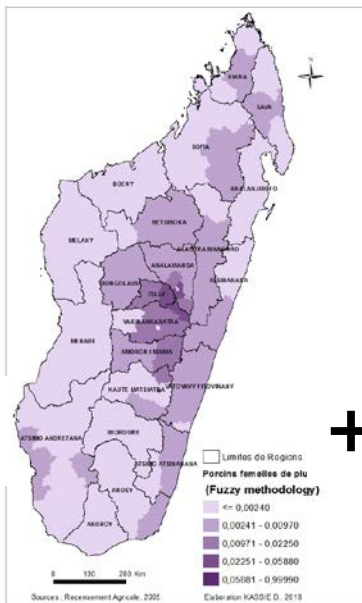 DIANA
SAVA
SOFIA
ANALANJIROFO
BOENY
BETSIBOKA
MELAKY
ALAOTRA MANGORO
ANALAMANGA
BONGOLAVA
ITASY
VAKINANKARATRA
MENABE
AMORON I MANIA
VATOVAVY FITOVINANY
HAUTE MATSIATRA
IHOROMBE
ATSIMO ANDREFANA
ATSIMO ATSINANANA
ANOSY
ANDROY
+
Limites de Regions
Porcins femelles de plu
(Fuzzy methodology)
<= 0,00240
0,00241 - 0,00970
0,00971 - 0,02250
0,02251 - 0,05880
0,05881 - 0,99990
0 130 260 Km
Sources : Recensement Agricole, 2005
Elaboration KASSIE D., 2010